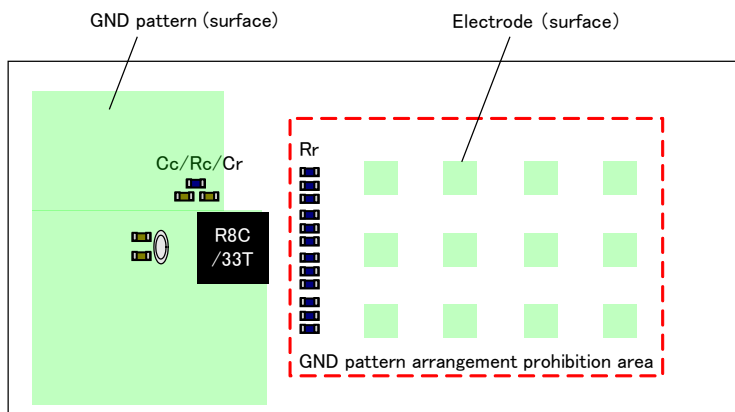 GND pattern (surface)
Electrode (surface)
Cc/Rc/Cr
Rr
R8C
/33T
GND pattern arrangement prohibition area